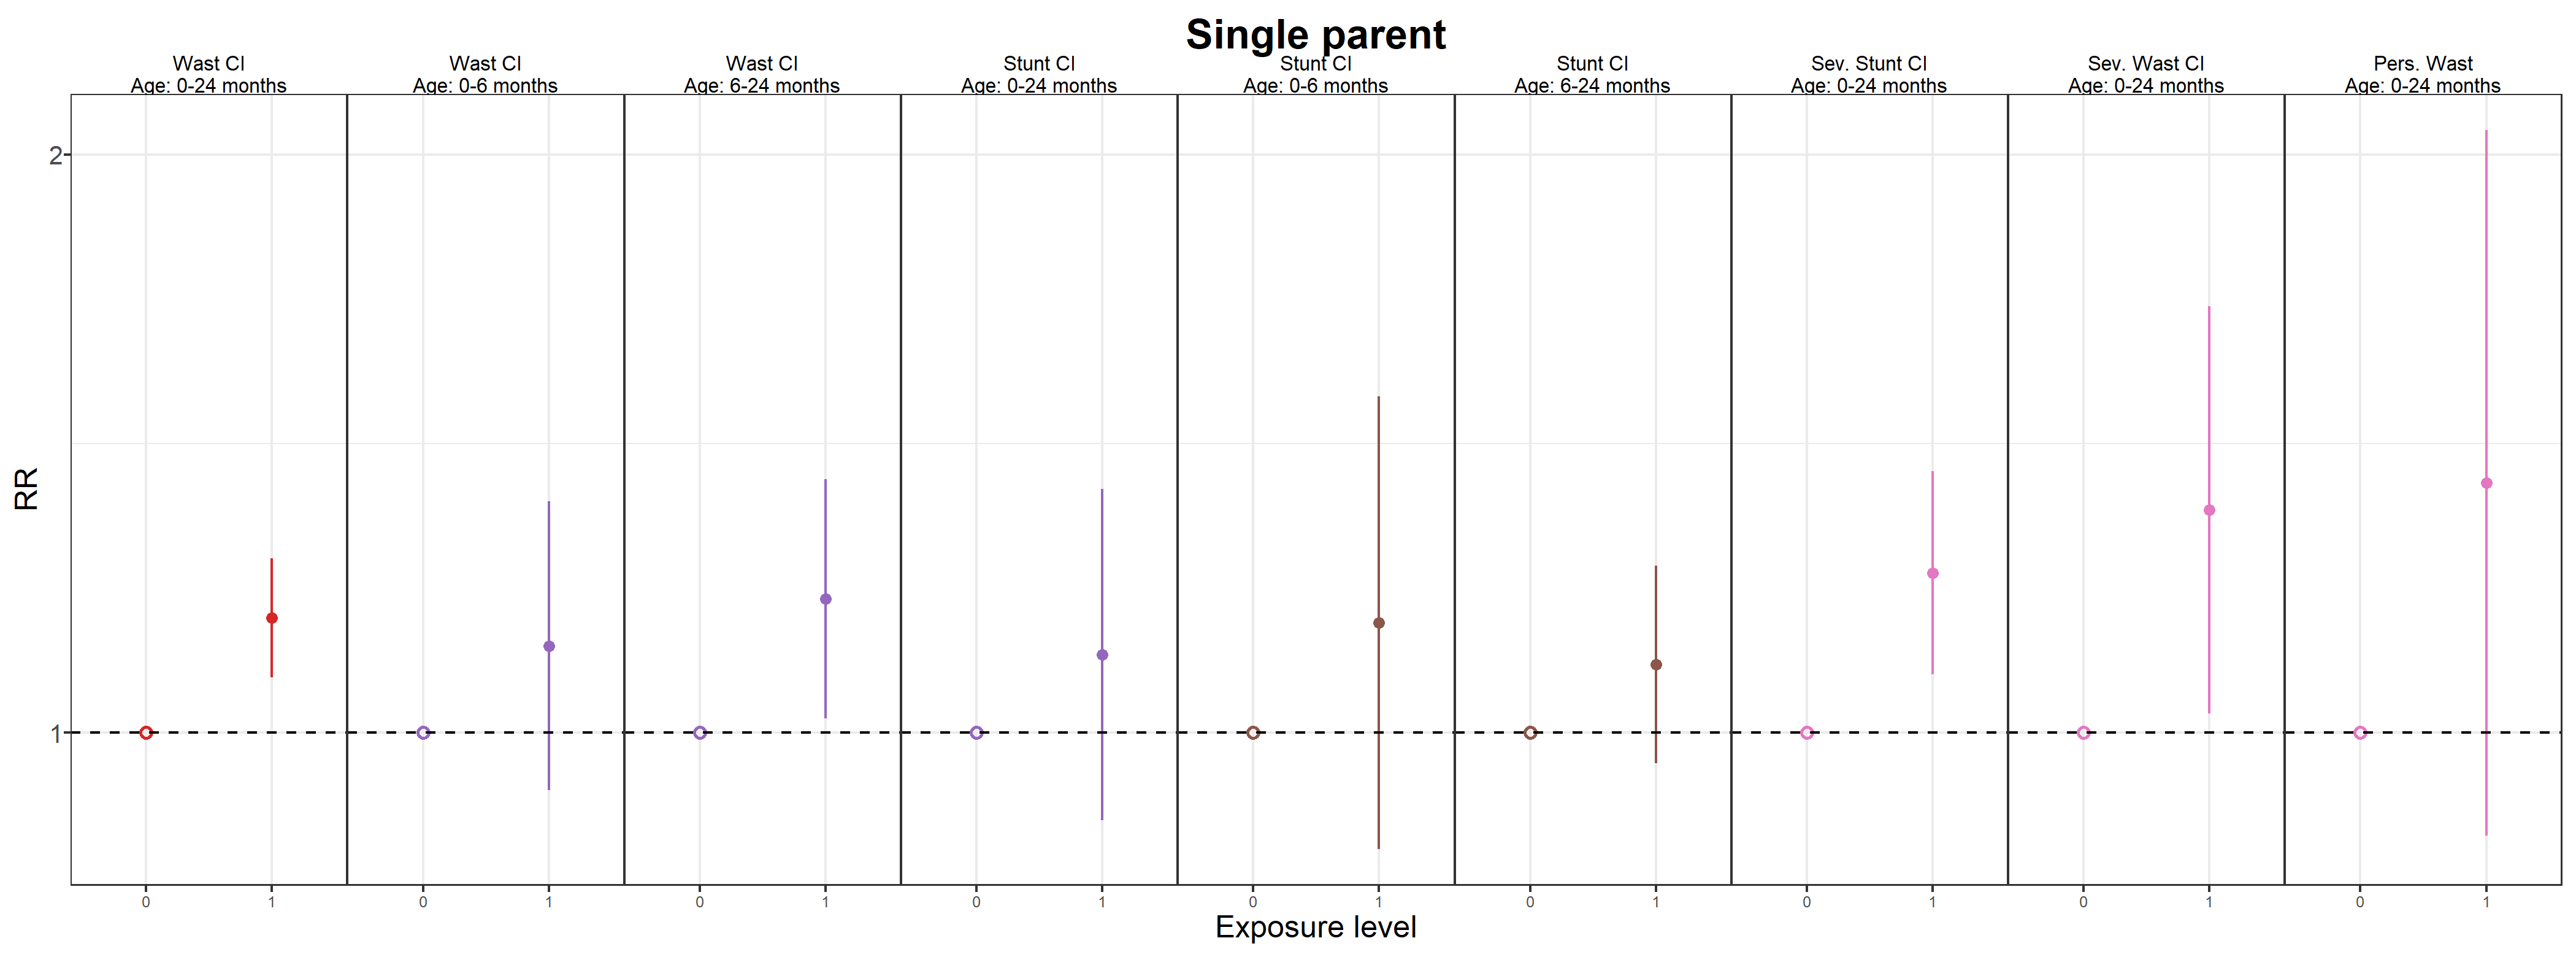 Single parent
Wast CI Wast CI Wast CI Stunt CI Stunt CI Stunt CI Sev. Stunt CI Sev. Wast CI Pers. Wast
Age: 0-24 months Age: 0-6 months Age: 6-24 months Age: 0-24 months Age: 0-6 months Age: 6-24 months Age: 0-24 months Age: 0-24 months Age: 0-24 months
2
RR
1
0 1 0 1 0 1 0 1 0 1 0 1 0 1 0 1 0 1
Exposure level